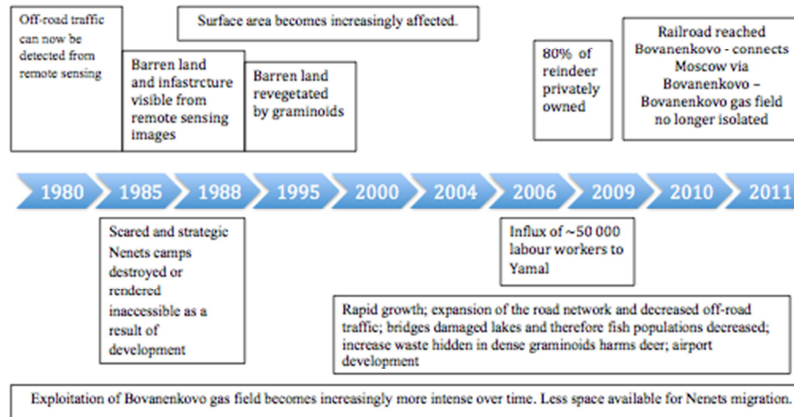 Off-road traffic
can now be
detected from
remote sensing
Surface area becomes increasingly affected.
Barren land
and infastrcture
visible from
remote sensing
images
Barren land
revegetated
by graminoids
80% of
reindeer
privately
owned
Railroad reached
Bovanenkovo - connects
Moscow via
Bovanenkovo –
Bovanenkovo gas field
no longer isolated
1980
1985
1988
1995
2000
2004
2006
2009
2010
2011
Scared and strategic
Nenets camps
destroyed or
rendered
inaccessible as a
result of
development
Influx of ~50 000
labour workers to
Yamal
Rapid growth; expansion of the road network and decreased off-road
traffic; bridges damaged lakes and therefore fish populations decreased;
increase waste hidden in dense graminoids harms deer; airport
development
Exploitation of Bovanenkovo gas field becomes increasingly more intense over time. Less space available for Nenets migration.